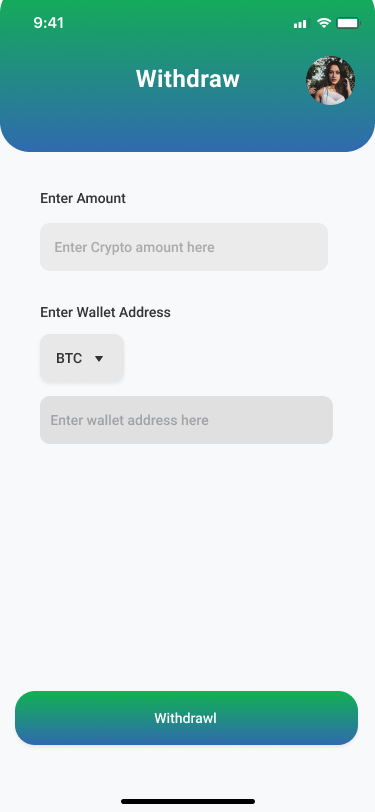 9:41
Withdraw
Enter Amount
Enter Crypto amount here
Enter Wallet Address
BTC
Enter wallet address here
Withdrawl